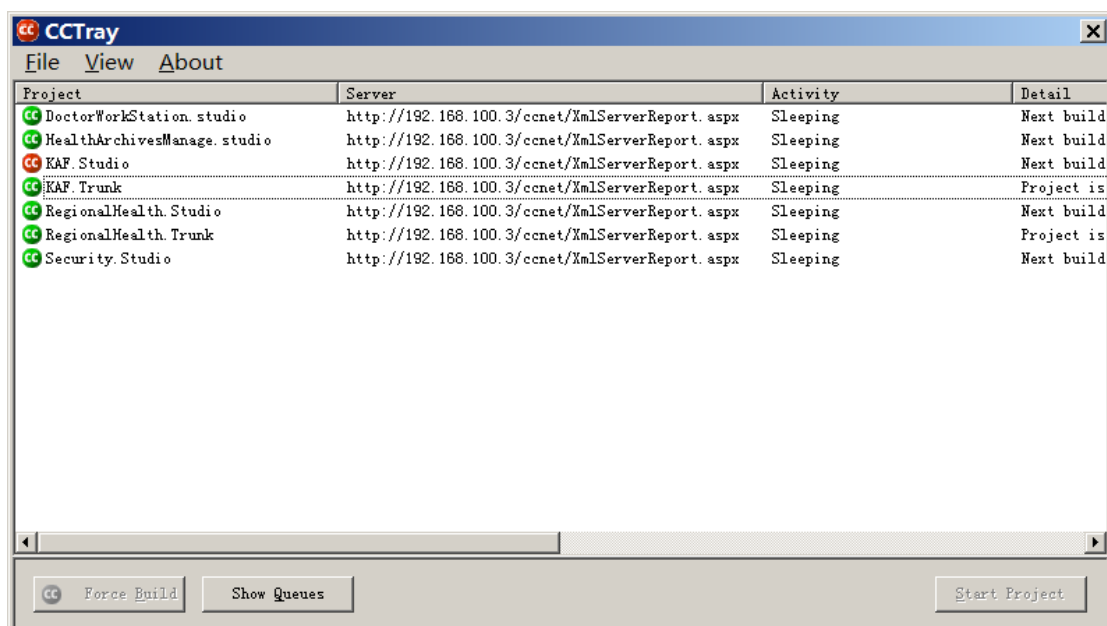 CCTray
File View About
Project Server Activity Detail
DoctorWorkStation.studio http://192.168.100.3/ccnet/XmlServerReport.aspx Sleeping Next build
HealthArchivesManage.studio http://192.168.100.3/ccnet/XmlServerReport.aspx Sleeping Next build
KAF.Studio http://192.168.100.3/ccnet/XmlServerReport.aspx Sleeping Next build
KAF.Trunk http://192.168.100.3/ccnet/XmlServerReport.aspx Sleeping Project is
RegionalHealth.Studio http://192.168.100.3/ccnet/XmlServerReport.aspx Sleeping Next build
RegionalHealth.Trunk http://192.168.100.3/ccnet/XmlServerReport.aspx Sleeping Project is
Security.Studio http://192.168.100.3/ccnet/XmlServerReport.aspx Sleeping Next build
Force Build Show Queues Start Project